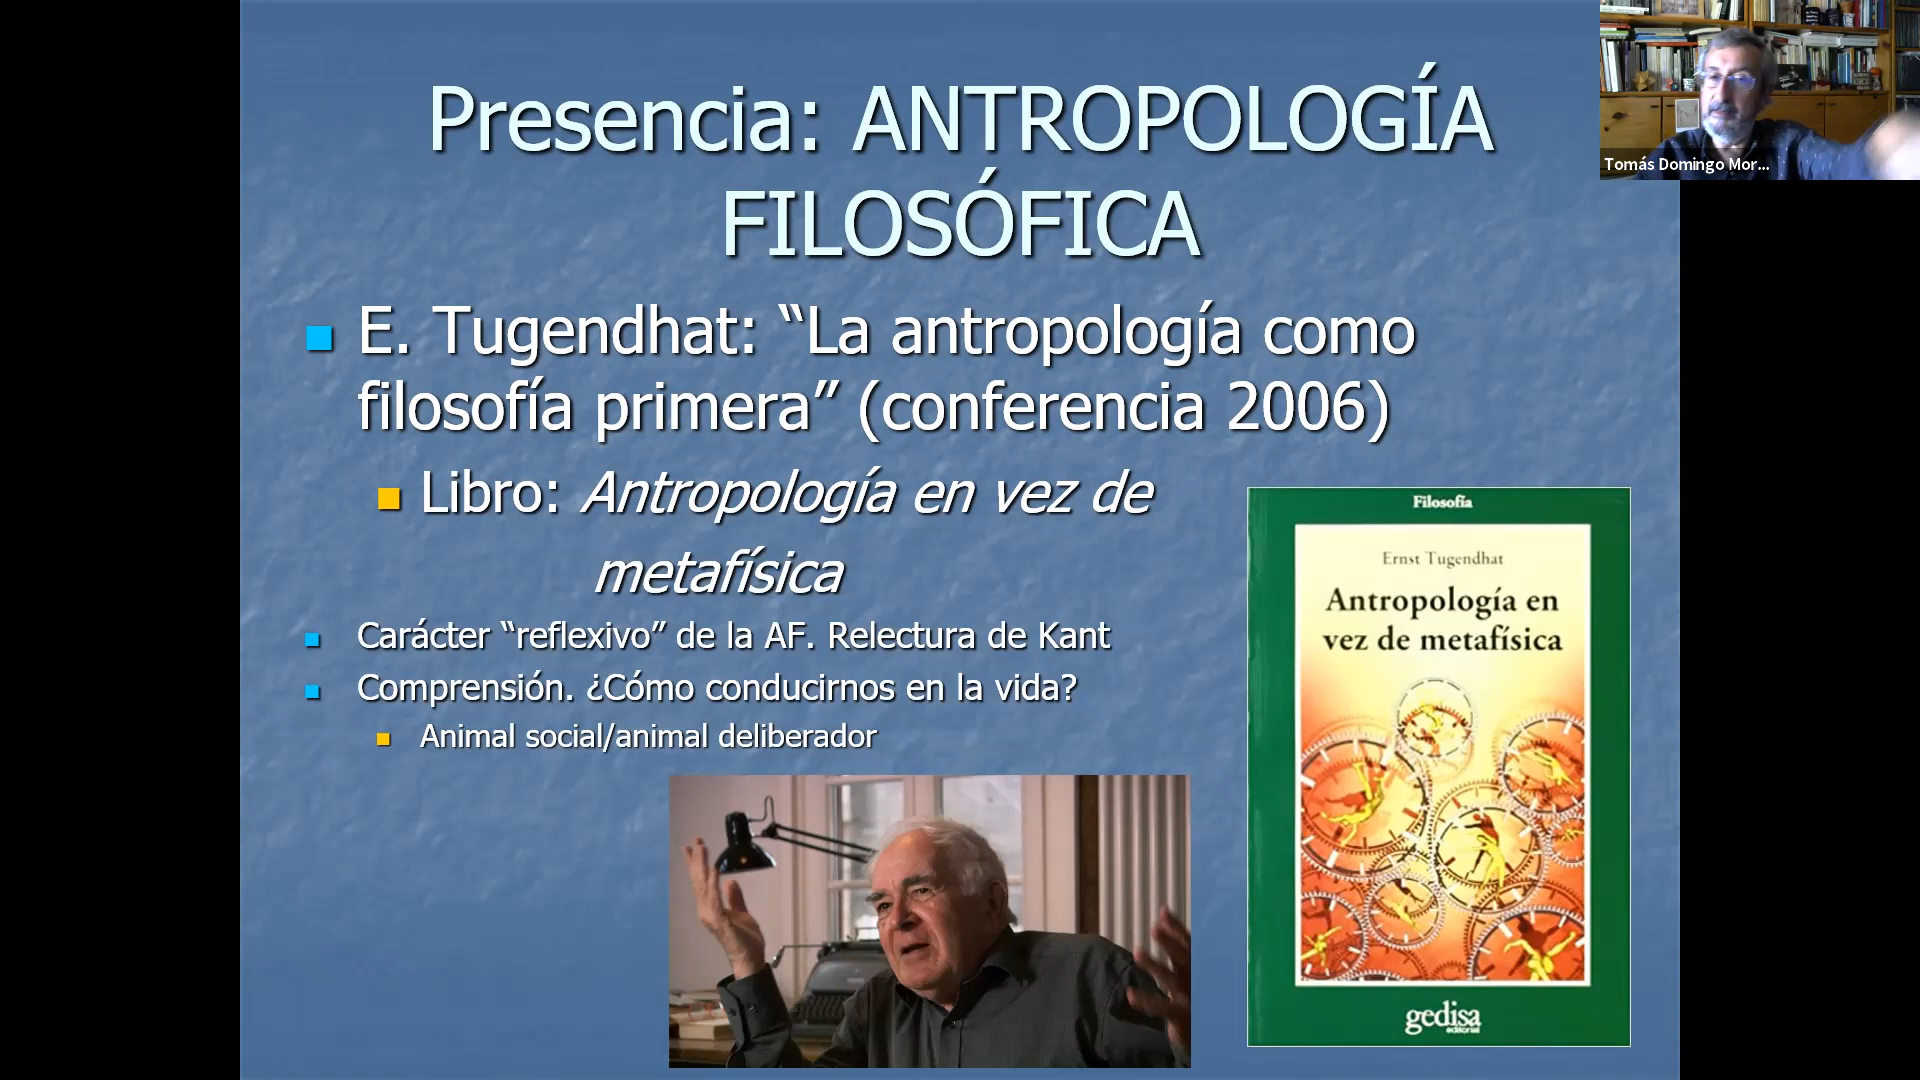 Presencia: ANTROPOLOGÍA
FILOSÓFICA
E. Tugendhat: “La antropología como
filosofía primera” (conferencia 2006)
Libro: Antropología en vez de
metafísica
Carácter “reflexivo” de la AF. Relectura de Kant
Comprensión. ¿Cómo conducirnos en la vida?
Animal social/animal deliberador
Filosofía
Ernst Tugendhat
Antropología en
vez de metafísica
gedisa
editorial
Tomás Domingo Mor...